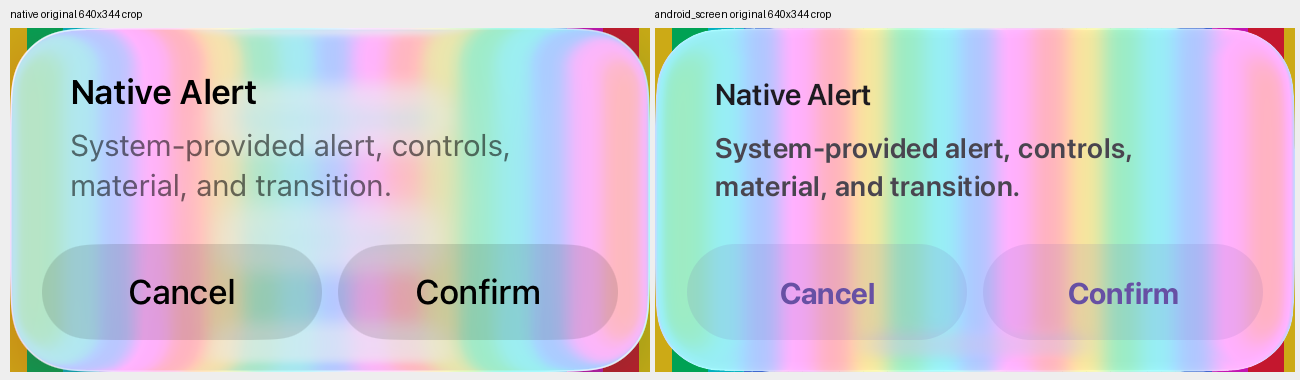 native original 640x344 crop
android_screen original 640x344 crop
Native Alert
System-provided alert, controls,
material, and transition.
Cancel
Confirm
Native Alert
System-provided alert, controls,
material, and transition.
Cancel
Confirm